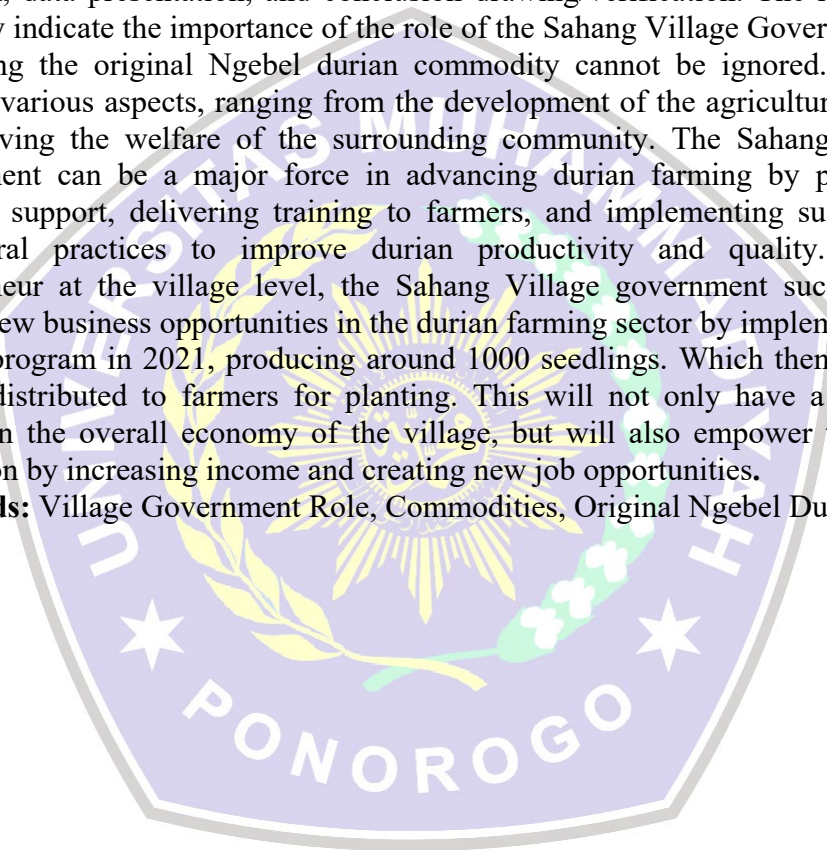 data presentation, and conclusion drawing/verification. The
y indicate the importance of the role of the Sahang Village Gover
ng the original Ngebel durian commodity cannot be ignored.
various aspects, ranging from the development of the agricultur
ving the welfare of the surrounding community. The Sahang
ment can be a major force in advancing durian farming by p
support, delivering training to farmers, and implementing su
ral practices to improve durian productivity and quality.
neur at the village level, the Sahang Village government suc
ew business opportunities in the durian farming sector by implem
program in 2021, producing around 1000 seedlings. Which then
distributed to farmers for planting. This will not only have a
n the overall economy of the village, but will also empower
on by increasing income and creating new job opportunities.
ds: Village Government Role, Commodities, Original Ngebel Du
UNIVERSITAS MUHAMMADIYAH
PONOROGO